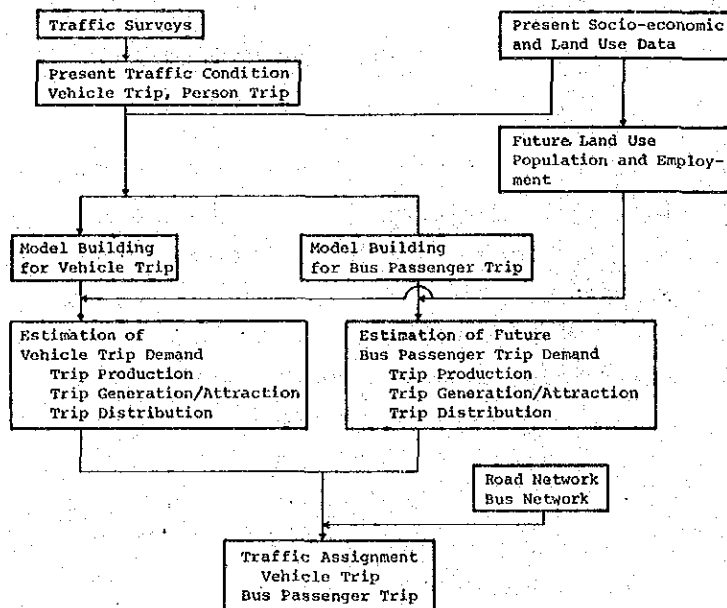 Traffic Surveys
Present Socio-economic
and Land Use Data
Present Traffic Condition
Vehicle Trip, Person Trip
Future Land Use
Population and Employ-
ment
Model Building
for Vehicle Trip
Model Building
for Bus Passenger Trip
Estimation of
Vehicle Trip Demand
Trip Production
Trip Generation/Attraction
Trip Distribution
Estimation of Future
Bus Passenger Trip Demand
Trip Production
Trip Generation/Attraction
Trip Distribution
Road Network
Bus Network
Traffic Assignment
Vehicle Trip
Bus Passenger Trip